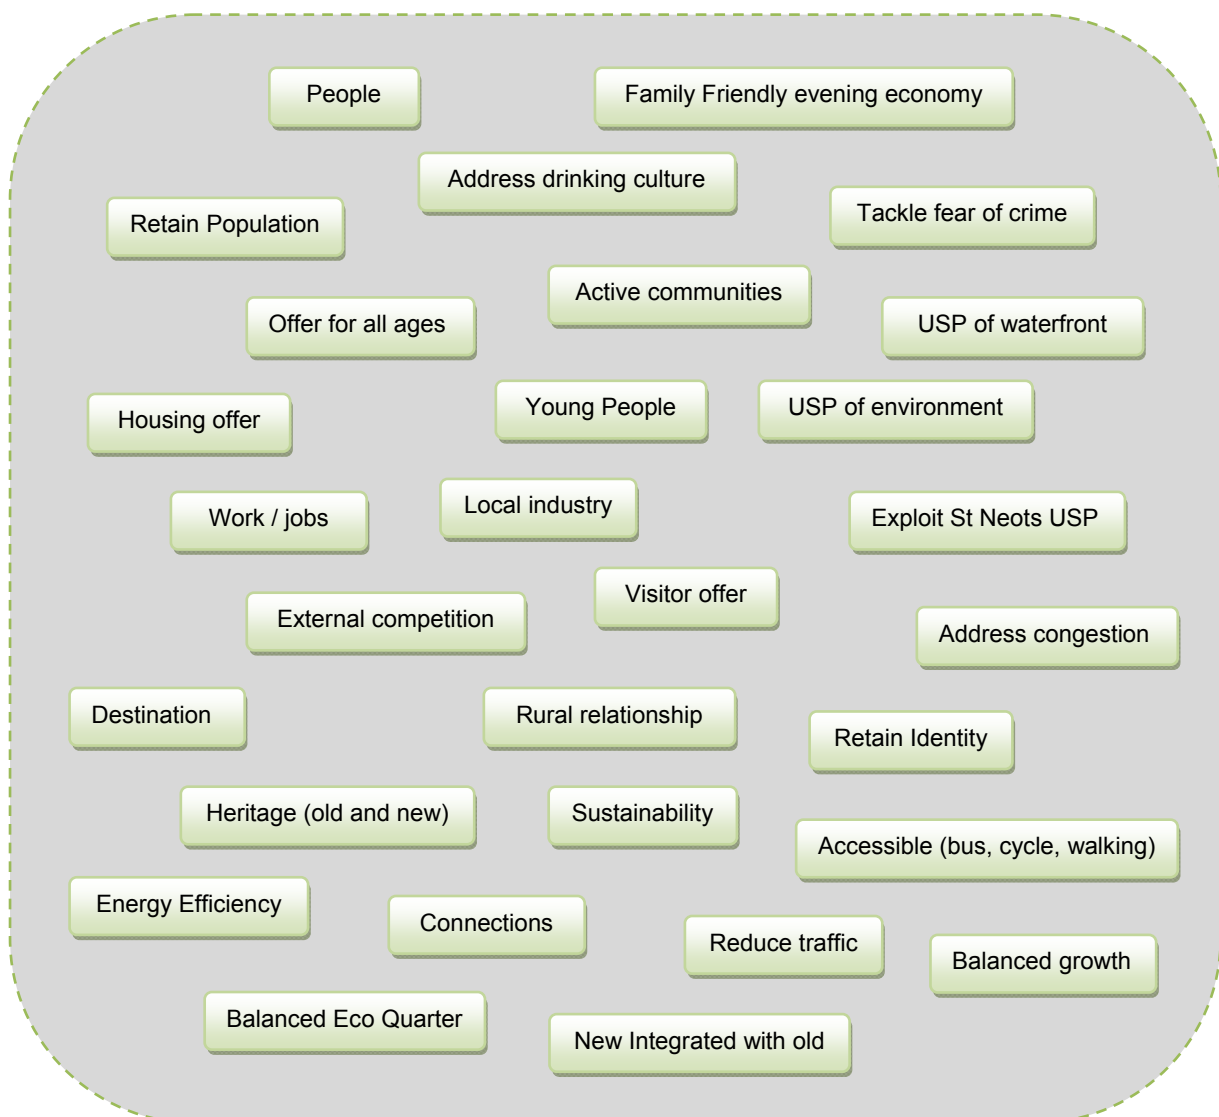 People
Family Friendly evening economy
Address drinking culture
Retain Population
Tackle fear of crime
Active communities
Offer for all ages
USP of waterfront
Housing offer
Young People
USP of environment
Work / jobs
Local industry
Exploit St Neots USP
External competition
Visitor offer
Address congestion
Destination
Rural relationship
Retain Identity
Heritage (old and new)
Sustainability
Accessible (bus, cycle, walking)
Energy Efficiency
Connections
Reduce traffic
Balanced growth
Balanced Eco Quarter
New Integrated with old